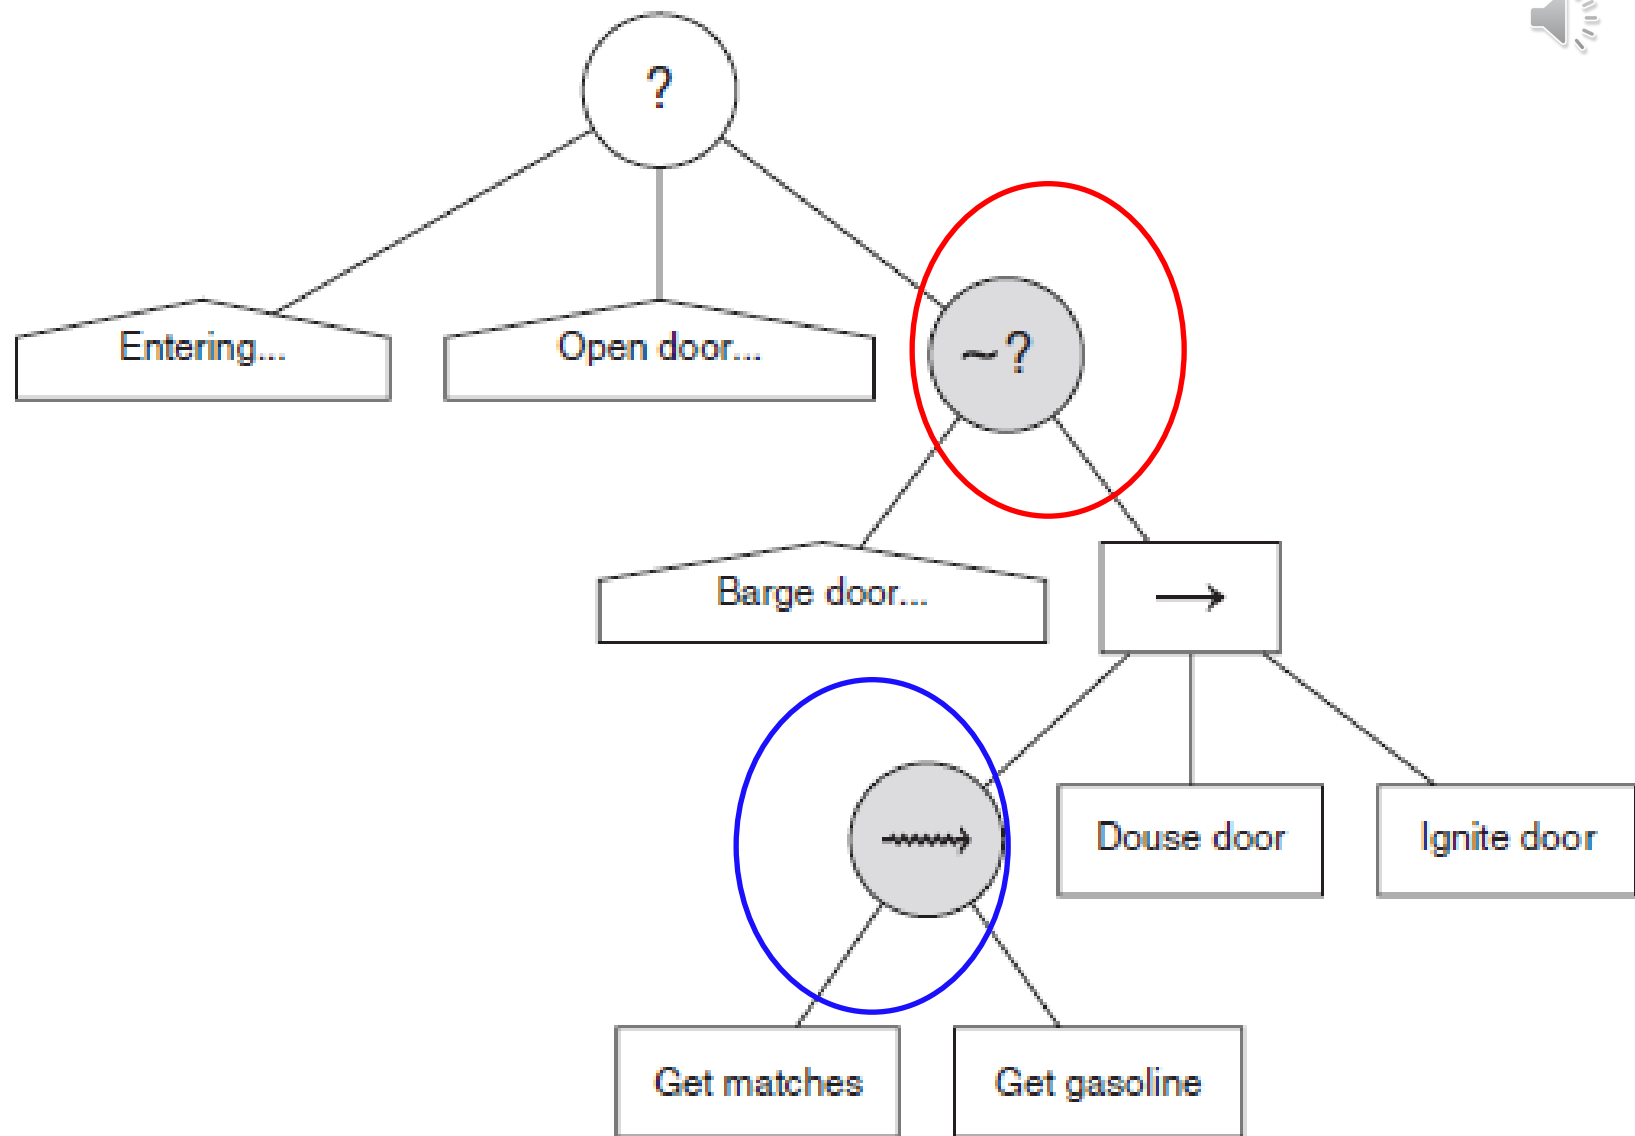 ?
Entering...
Open door...
~?
Barge door...
→
Douse door
Ignite door
Get matches
Get gasoline